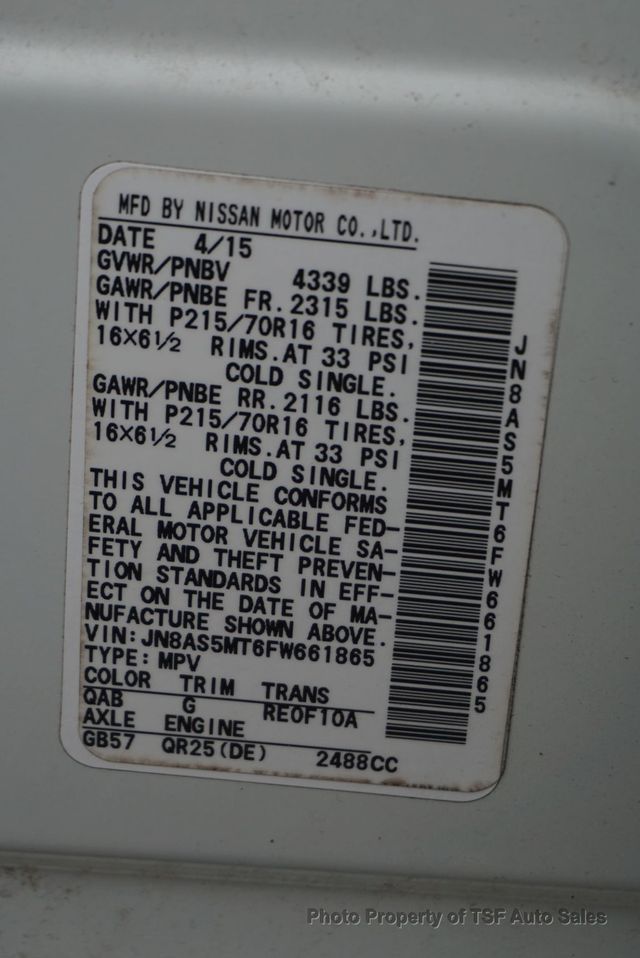 MFD BY NISSAN MOTOR CO.,LTD.
DATE 4/15
GVWR/PNBV 4339 LBS.
GAWR/PNBE FR. 2315 LBS.
WITH P215/70R16 TIRES,
16X6½ RIMS. AT 33 PSI
COLD SINGLE.
GAWR/PNBE RR. 2116 LBS.
WITH P215/70R16 TIRES,
16X6½ RIMS. AT 33 PSI
COLD SINGLE.
THIS VEHICLE CONFORMS
TO ALL APPLICABLE FED-
ERAL MOTOR VEHICLE SA-
FETY AND THEFT PREVEN-
TION STANDARDS IN EFF-
ECT ON THE DATE OF MA-
NUFACTURE SHOWN ABOVE.
VIN:JN8AS5MT6FW661865
TYPE:MPV
COLOR TRIM TRANS
QAB G RE0F10A
AXLE ENGINE
GB57 QR25(DE) 2488CC
JN8AS5MT6FW661865
Photo Property of TSF Auto Sales